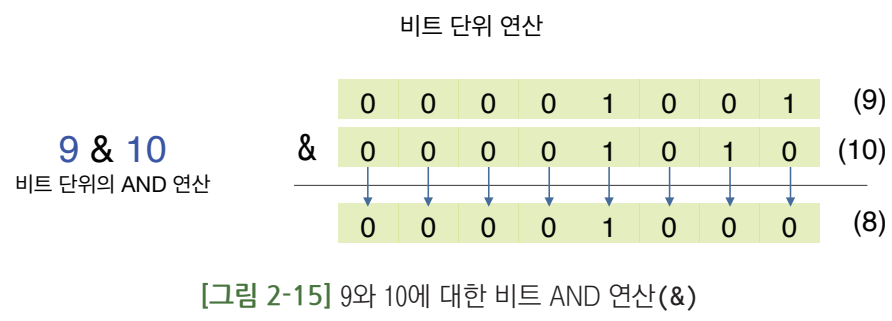 비트 단위 연산
0 0 0 0 1 0 0 1 (9)
9 & 10
비트 단위의 AND 연산
& 0 0 0 0 1 0 1 0 (10)
0 0 0 0 1 0 0 0 (8)
[그림 2-15] 9와 10에 대한 비트 AND 연산(&)